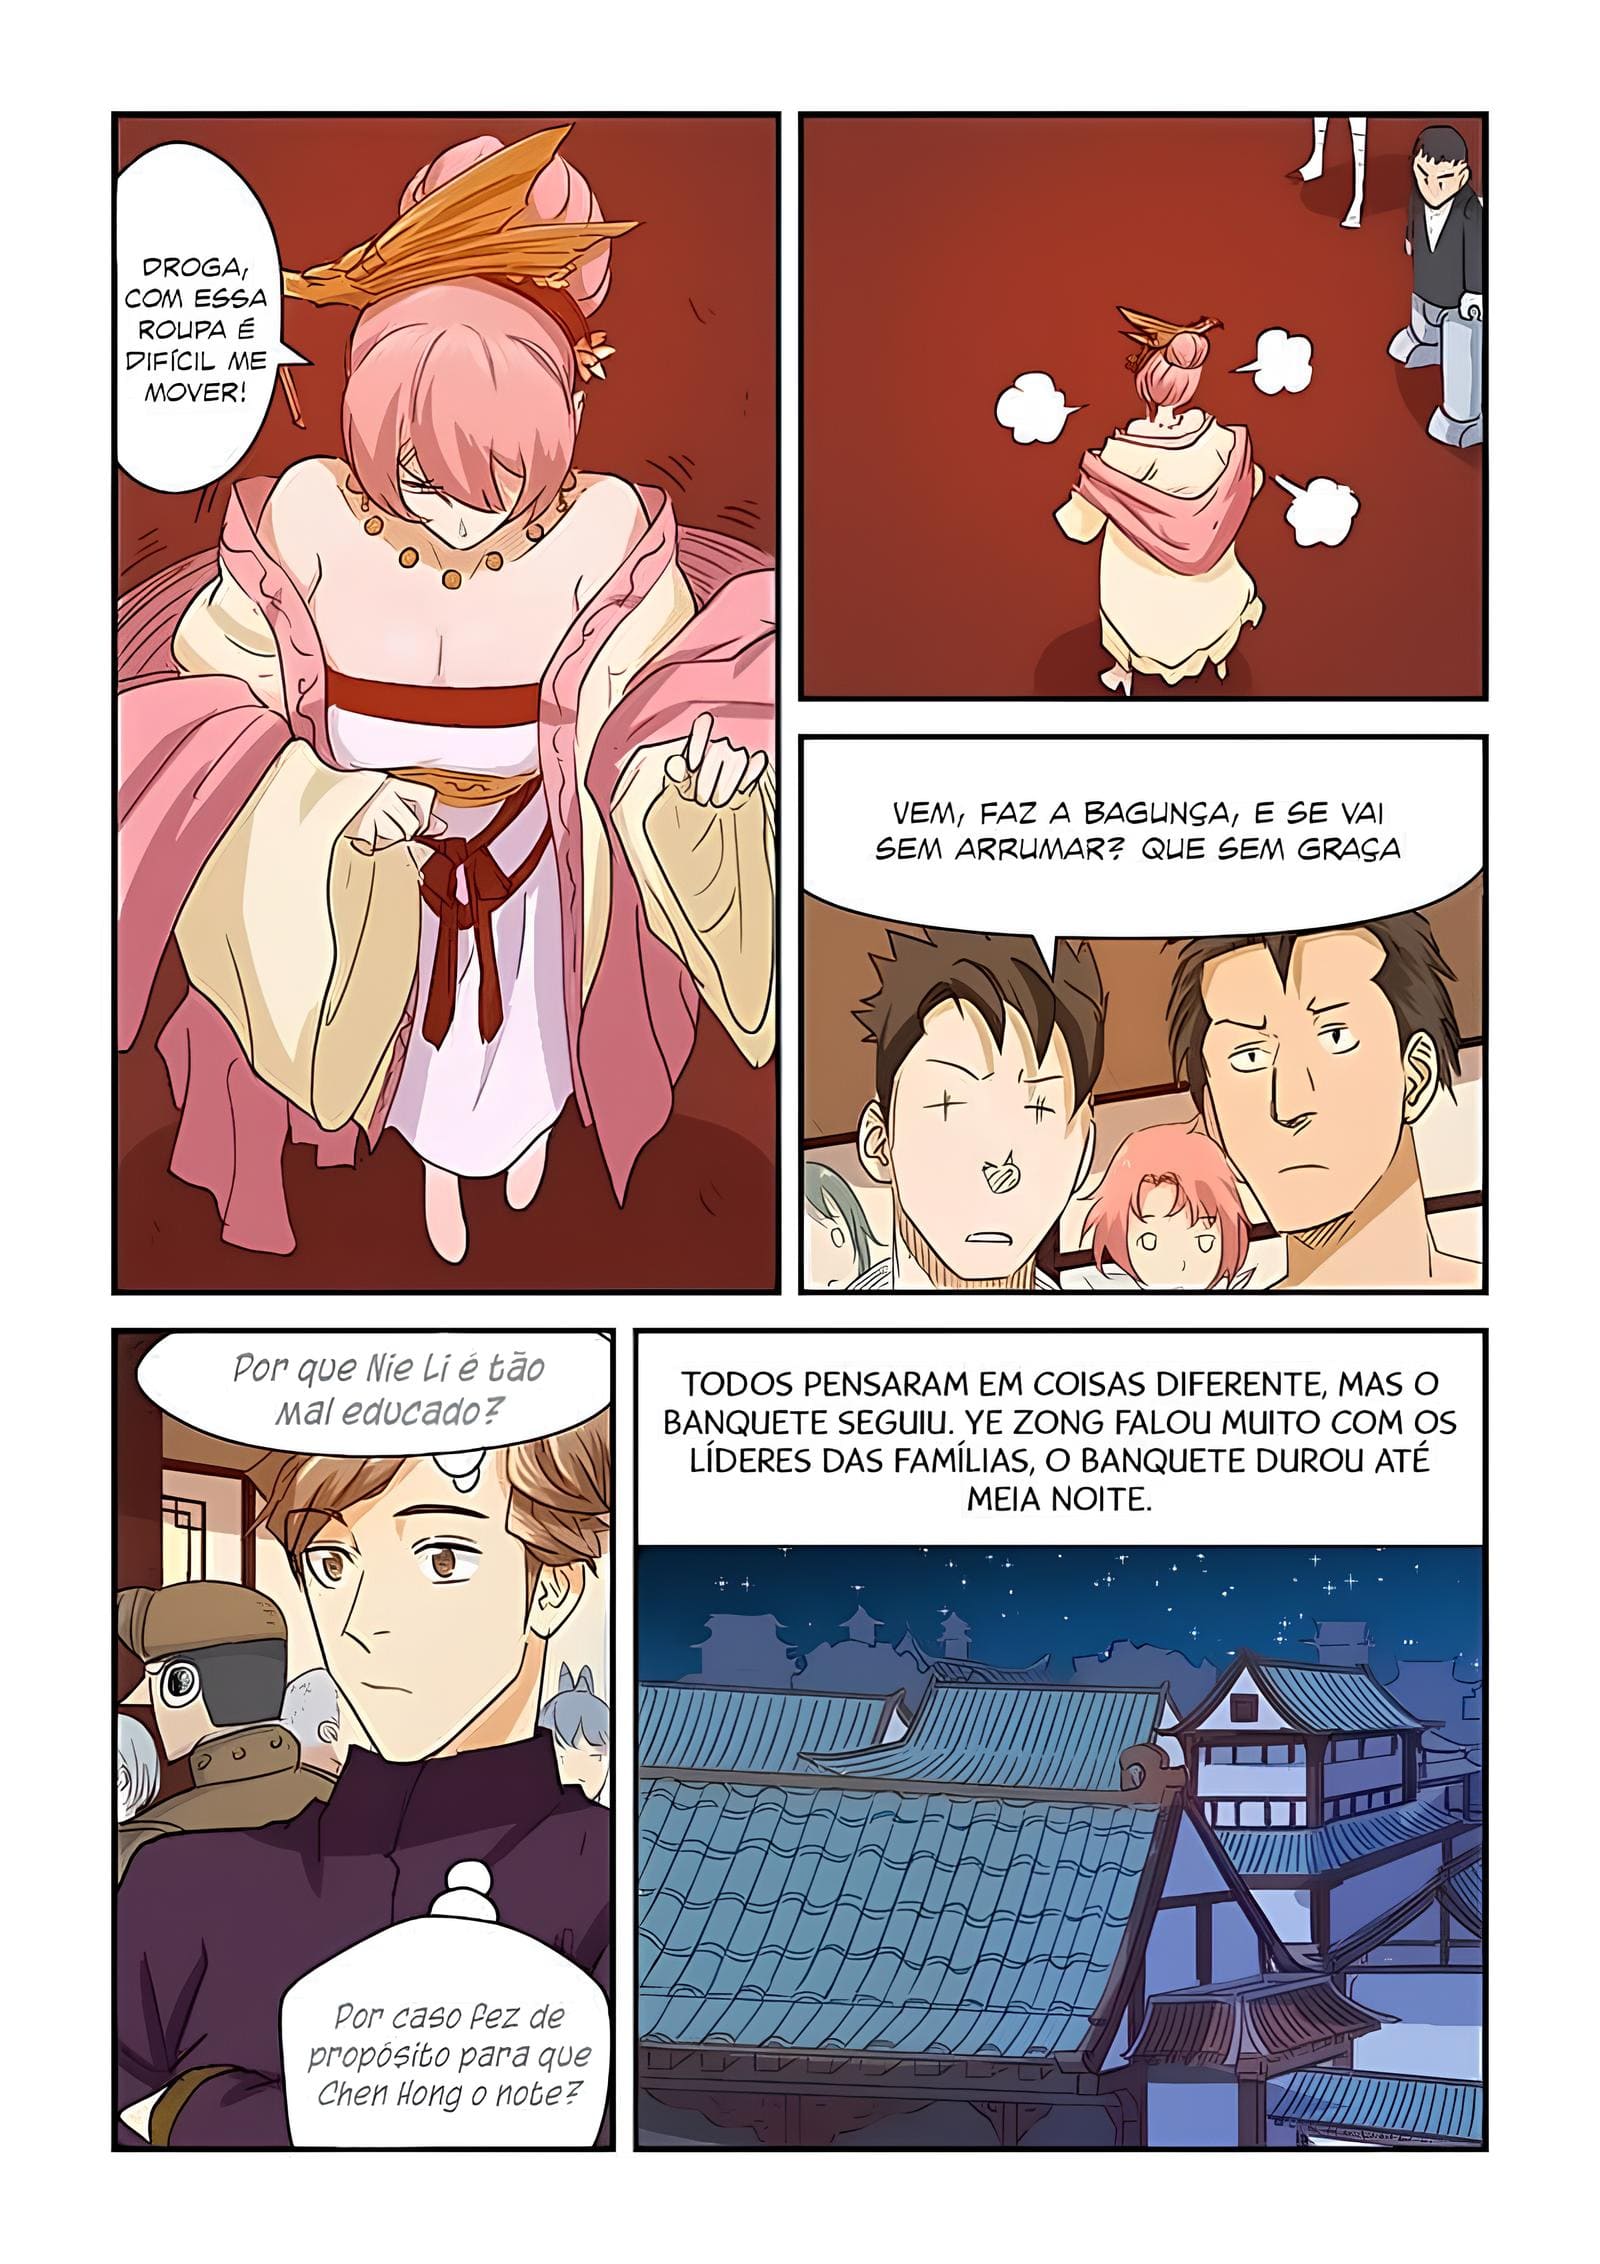 DROGA,
COM ESSA
ROUPA É
DIFÍCIL ME
MOVER!
VEM, FAZ A BAGUNÇA, E SE VAI
SEM ARRUMAR? QUE SEM GRAÇA
Por que Nie Li é tão
mal educado?
Por caso fez de
propósito para que
Chen Hong o note?
TODOS PENSARAM EM COISAS DIFERENTE, MAS O
BANQUETE SEGUIU. YE ZONG FALOU MUITO COM OS
LÍDERES DAS FAMÍLIAS, O BANQUETE DUROU ATÉ
MEIA NOITE.